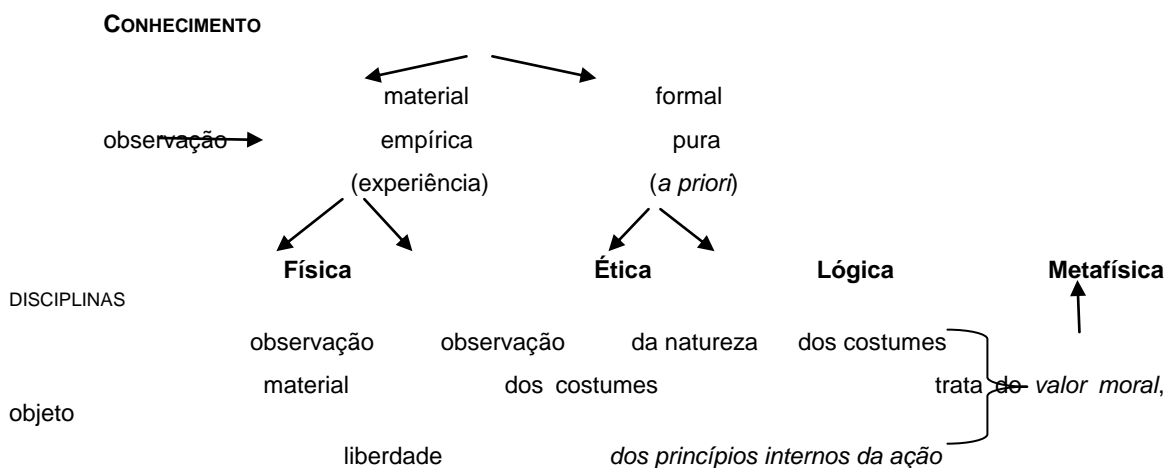 CONHECIMENTO
material formal
observação empírica pura
(experiência) (a priori)
Física Ética Lógica Metafísica
DISCIPLINAS
observação observação da natureza dos costumes
material dos costumes trata do valor moral,
objeto
liberdade dos princípios internos da ação